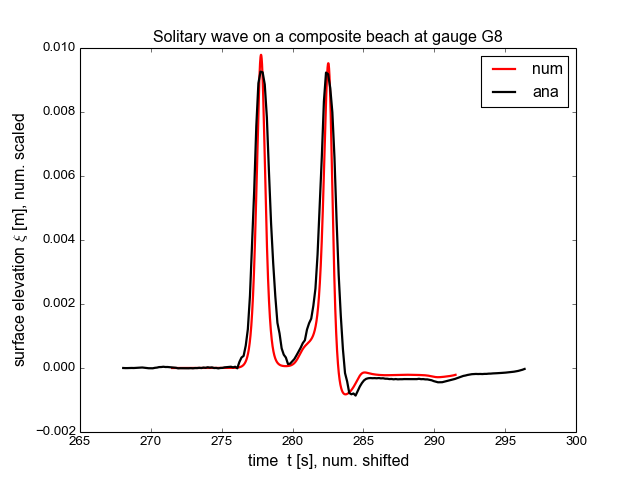 Solitary wave on a composite beach at gauge G8
0.010
0.008
0.006
0.004
0.002
0.000
−0.002
surface elevation ξ [m], num. scaled
num
ana
265 270 275 280 285 290 295 300
time t [s], num. shifted